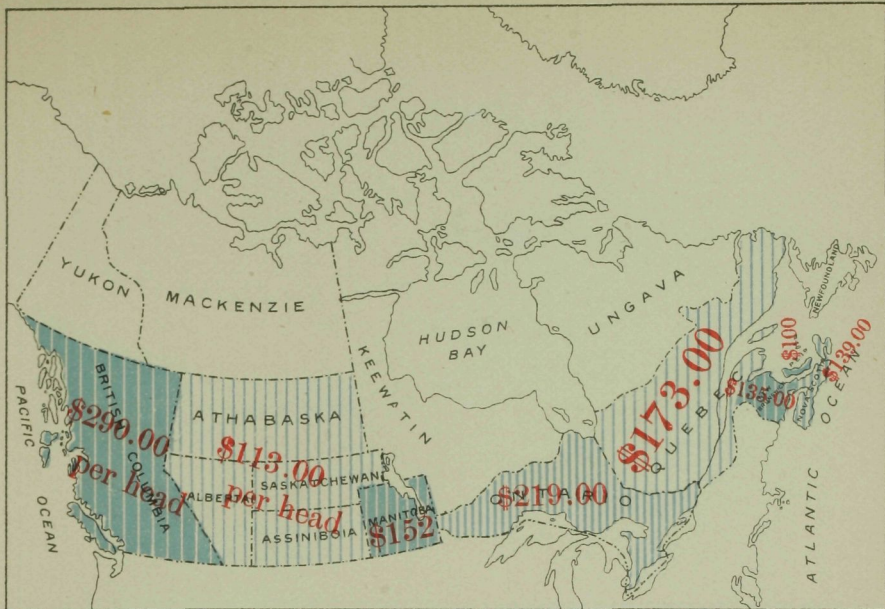 YUKON
MACKENZIE
UNGAVA
HUDSON
BAY
KEEWATIN
NEWFOUNDLAND
PACIFIC
OCEAN
BRITISH COLUMBIA
$290.00
per head
ATHABASKA
$113.00
per head
ALBERTA
SASKATCHEWAN
ASSINIBOIA
MANITOBA
$152
ONTARIO
$219.00
QUEBEC
$173.00
$135.00
$100
NOVA SCOTIA
$139.00
ATLANTIC
OCEAN